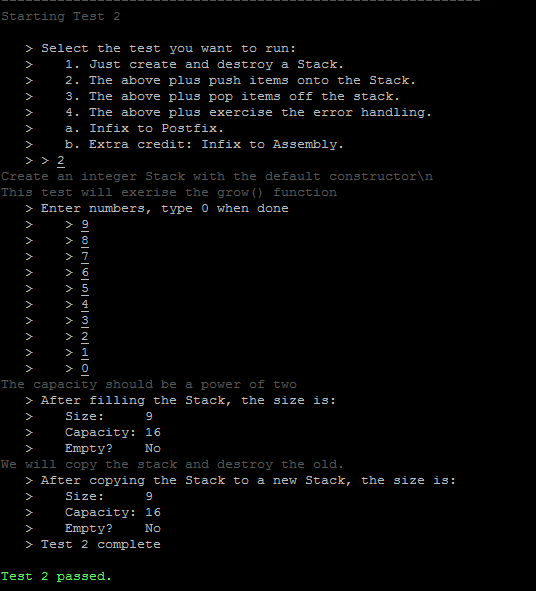 ------------------------------------------------------------
Starting Test 2
> Select the test you want to run:
>    1. Just create and destroy a Stack.
>    2. The above plus push items onto the Stack.
>    3. The above plus pop items off the stack.
>    4. The above plus exercise the error handling.
>    a. Infix to Postfix.
>    b. Extra credit: Infix to Assembly.
> > 2
Create an integer Stack with the default constructor\n
This test will exerise the grow() function
> Enter numbers, type 0 when done
>    > 9
>    > 8
>    > 7
>    > 6
>    > 5
>    > 4
>    > 3
>    > 2
>    > 1
>    > 0
The capacity should be a power of two
> After filling the Stack, the size is:
>    Size:     9
>    Capacity: 16
>    Empty?    No
We will copy the stack and destroy the old.
> After copying the Stack to a new Stack, the size is:
>    Size:     9
>    Capacity: 16
>    Empty?    No
> Test 2 complete
Test 2 passed.